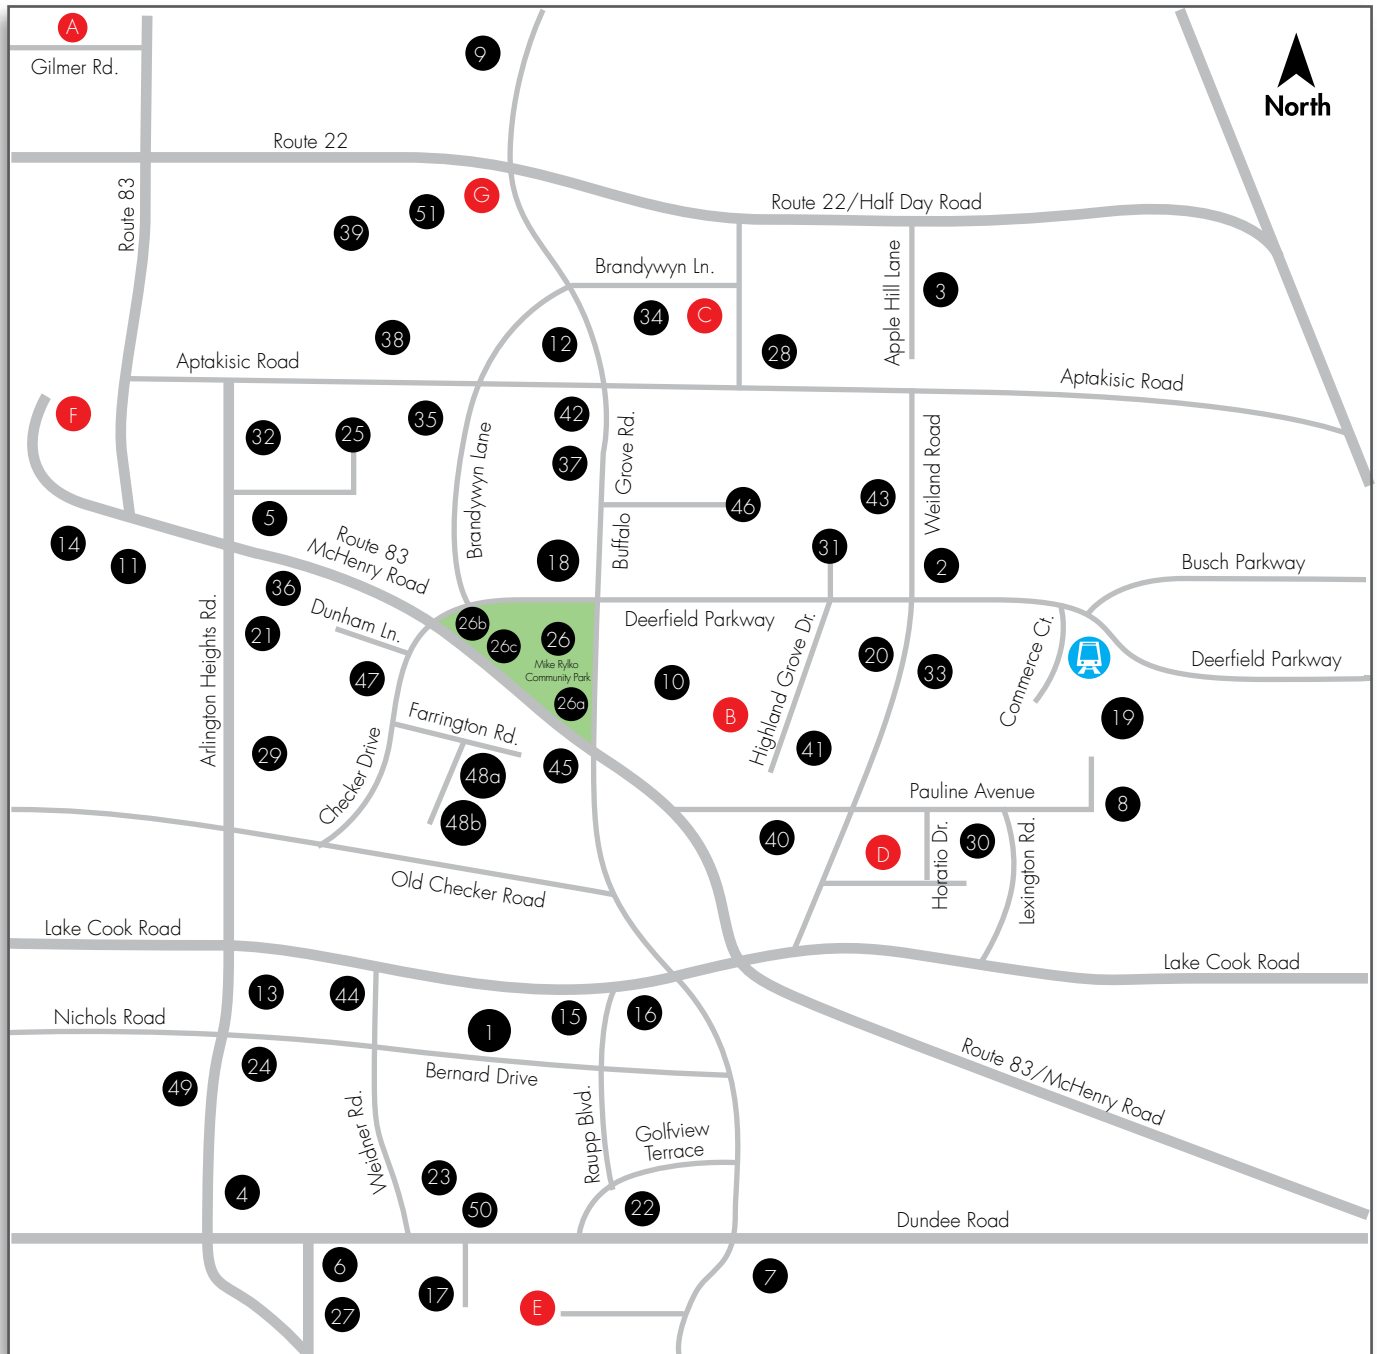 A
Gilmer Rd.
9
North
Route 22
Route 83
G
51
39
Route 22/Half Day Road
Brandywyn Ln.
Apple Hill Lane
3
34
C
38
12
28
Aptakisic Road
Aptakisic Road
F
32
25
35
42
37
Brandywyn Lane
Buffalo Grove Rd.
Weiland Road
46
43
5
14
11
Route 83
McHenry Road
18
31
2
Busch Parkway
36
Dunham Ln.
21
26b
26c
26
Mike Rylko
Community Park
26a
Deerfield Parkway
Highland Grove Dr.
20
33
Commerce Ct.
Deerfield Parkway
Arlington Heights Rd.
47
10
B
19
Farrington Rd.
Checker Drive
29
45
41
48a
48b
Pauline Avenue
8
40
D
Horatio Dr.
30
Lexington Rd.
Old Checker Road
Lake Cook Road
Lake Cook Road
13
44
1
15
16
Nichols Road
Bernard Drive
24
49
Route 83/McHenry Road
Weidner Rd.
Raupp Blvd.
Golfview
Terrace
4
23
50
22
Dundee Road
6
27
17
E
7